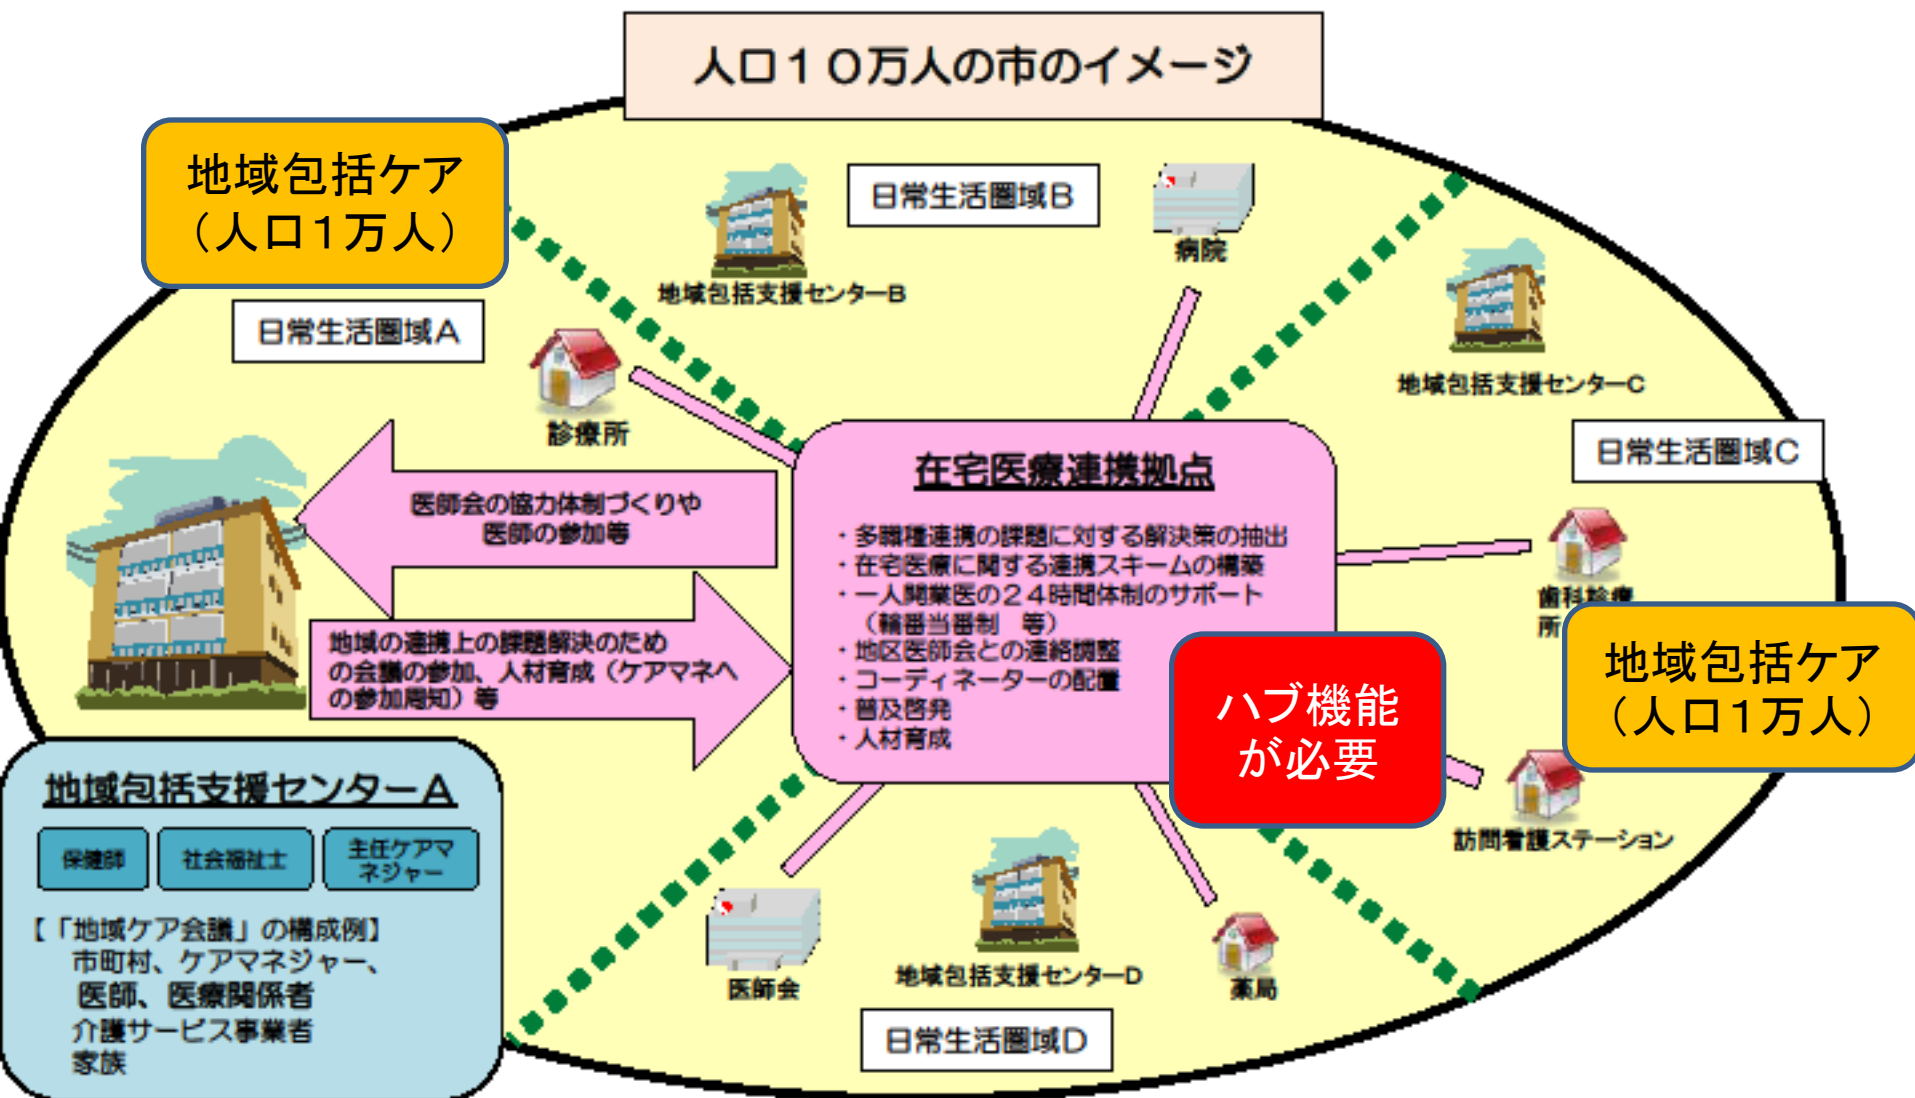 人口１０万人の市のイメージ
地域包括ケア
（人口１万人）
日常生活圏域B
病院
地域包括支援センターB
日常生活圏域A
診療所
地域包括支援センターC
日常生活圏域C
医師会の協力体制づくりや
医師の参加等
地域の連携上の課題解決のため
の会議の参加、人材育成（ケアマネへ
の参加周知）等
在宅医療連携拠点
・多職種連携の課題に対する解決策の抽出
・在宅医療に関する連携スキームの構築
・一人開業医の２４時間体制のサポート
（輪番当番制　等）
・地区医師会との連絡調整
・コーディネーターの配置
・普及啓発
・人材育成
ハブ機能
が必要
歯科診療
所
地域包括ケア
（人口１万人）
訪問看護ステーション
地域包括支援センターA
保健師
社会福祉士
主任ケアマ
ネジャー
【「地域ケア会議」の構成例】
市町村、ケアマネジャー、
医師、医療関係者
介護サービス事業者
家族
医師会
地域包括支援センターD
薬局
日常生活圏域D